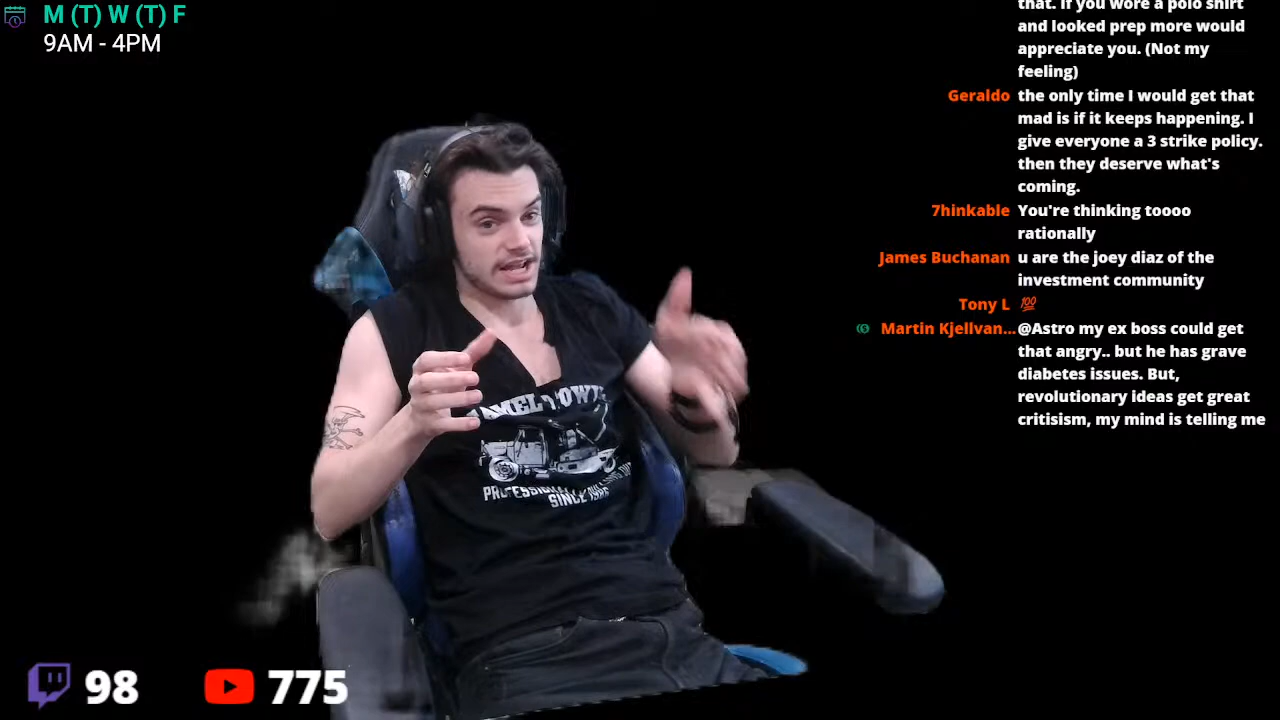 M (T) W (T) F
9AM - 4PM
that. If you wore a polo shirt
and looked prep more would
appreciate you. (Not my
feeling)
Geraldo the only time I would get that
mad is if it keeps happening. I
give everyone a 3 strike policy.
then they deserve what's
coming.
7hinkable You're thinking toooo
rationally
James Buchanan u are the joey diaz of the
investment community
Tony L 💯
Martin Kjellvan... @Astro my ex boss could get
that angry.. but he has grave
diabetes issues. But,
revolutionary ideas get great
critisism, my mind is telling me
SINCE
98
775